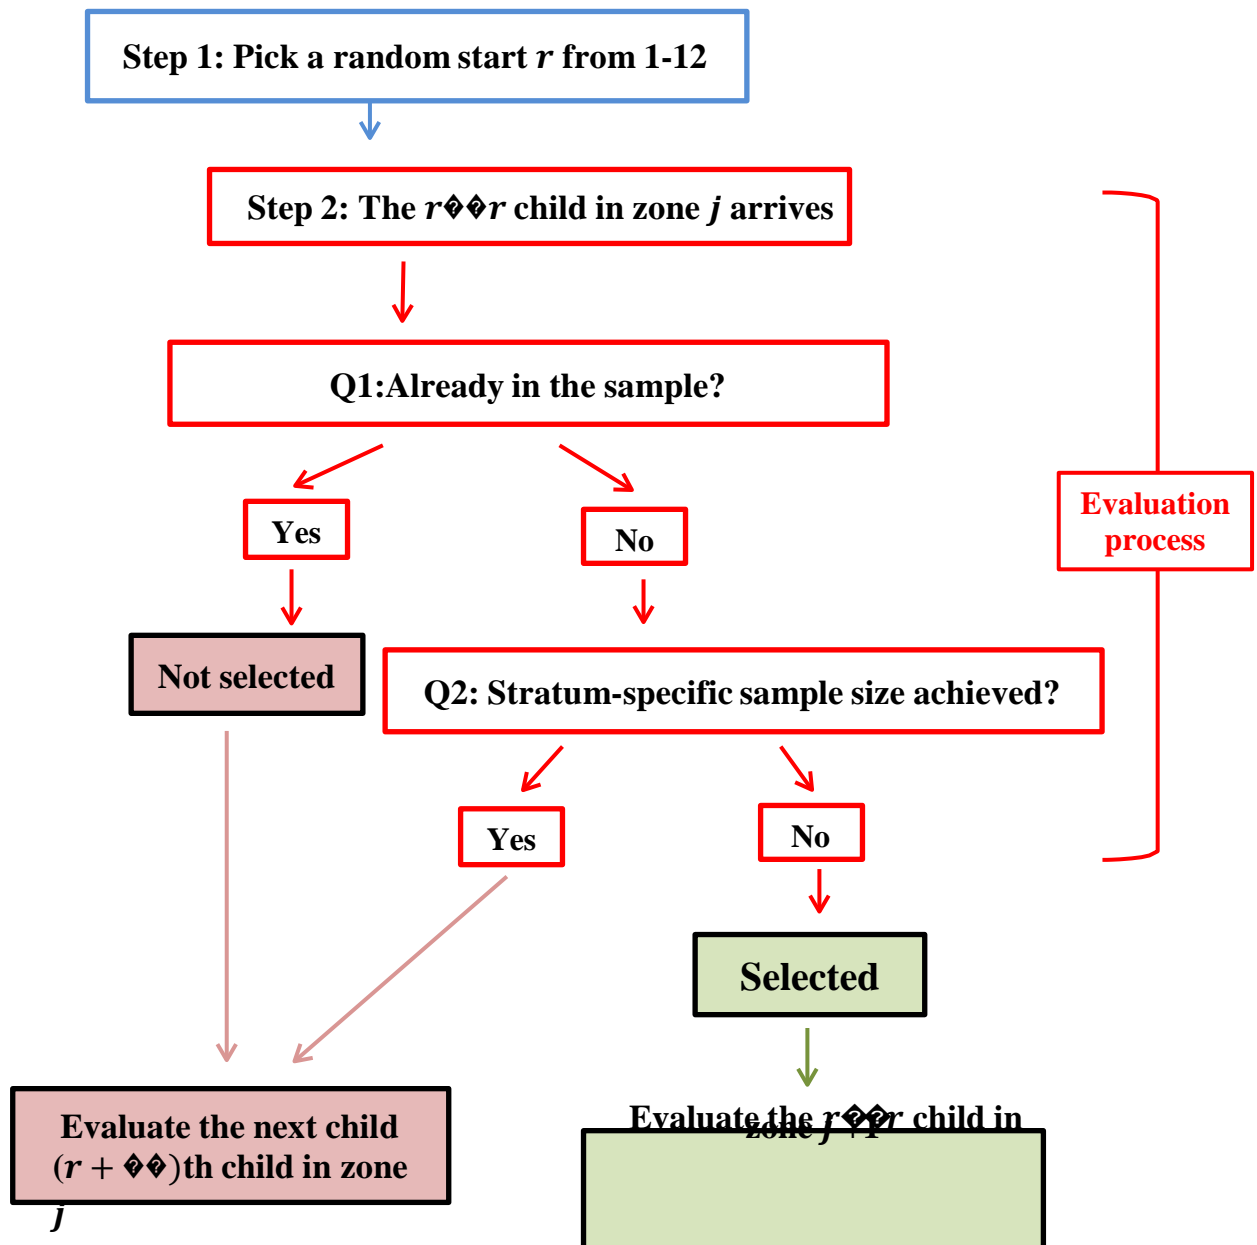 Step 1: Pick a random start r from 1-12
Step 2: The r��r child in zone j arrives
Q1:Already in the sample?
Yes
No
Evaluation
process
Not selected
Q2: Stratum-specific sample size achieved?
Yes
No
Selected
Evaluate the next child
(r + ��)th child in zone
j
Evaluate the r��r child in
zone j +1